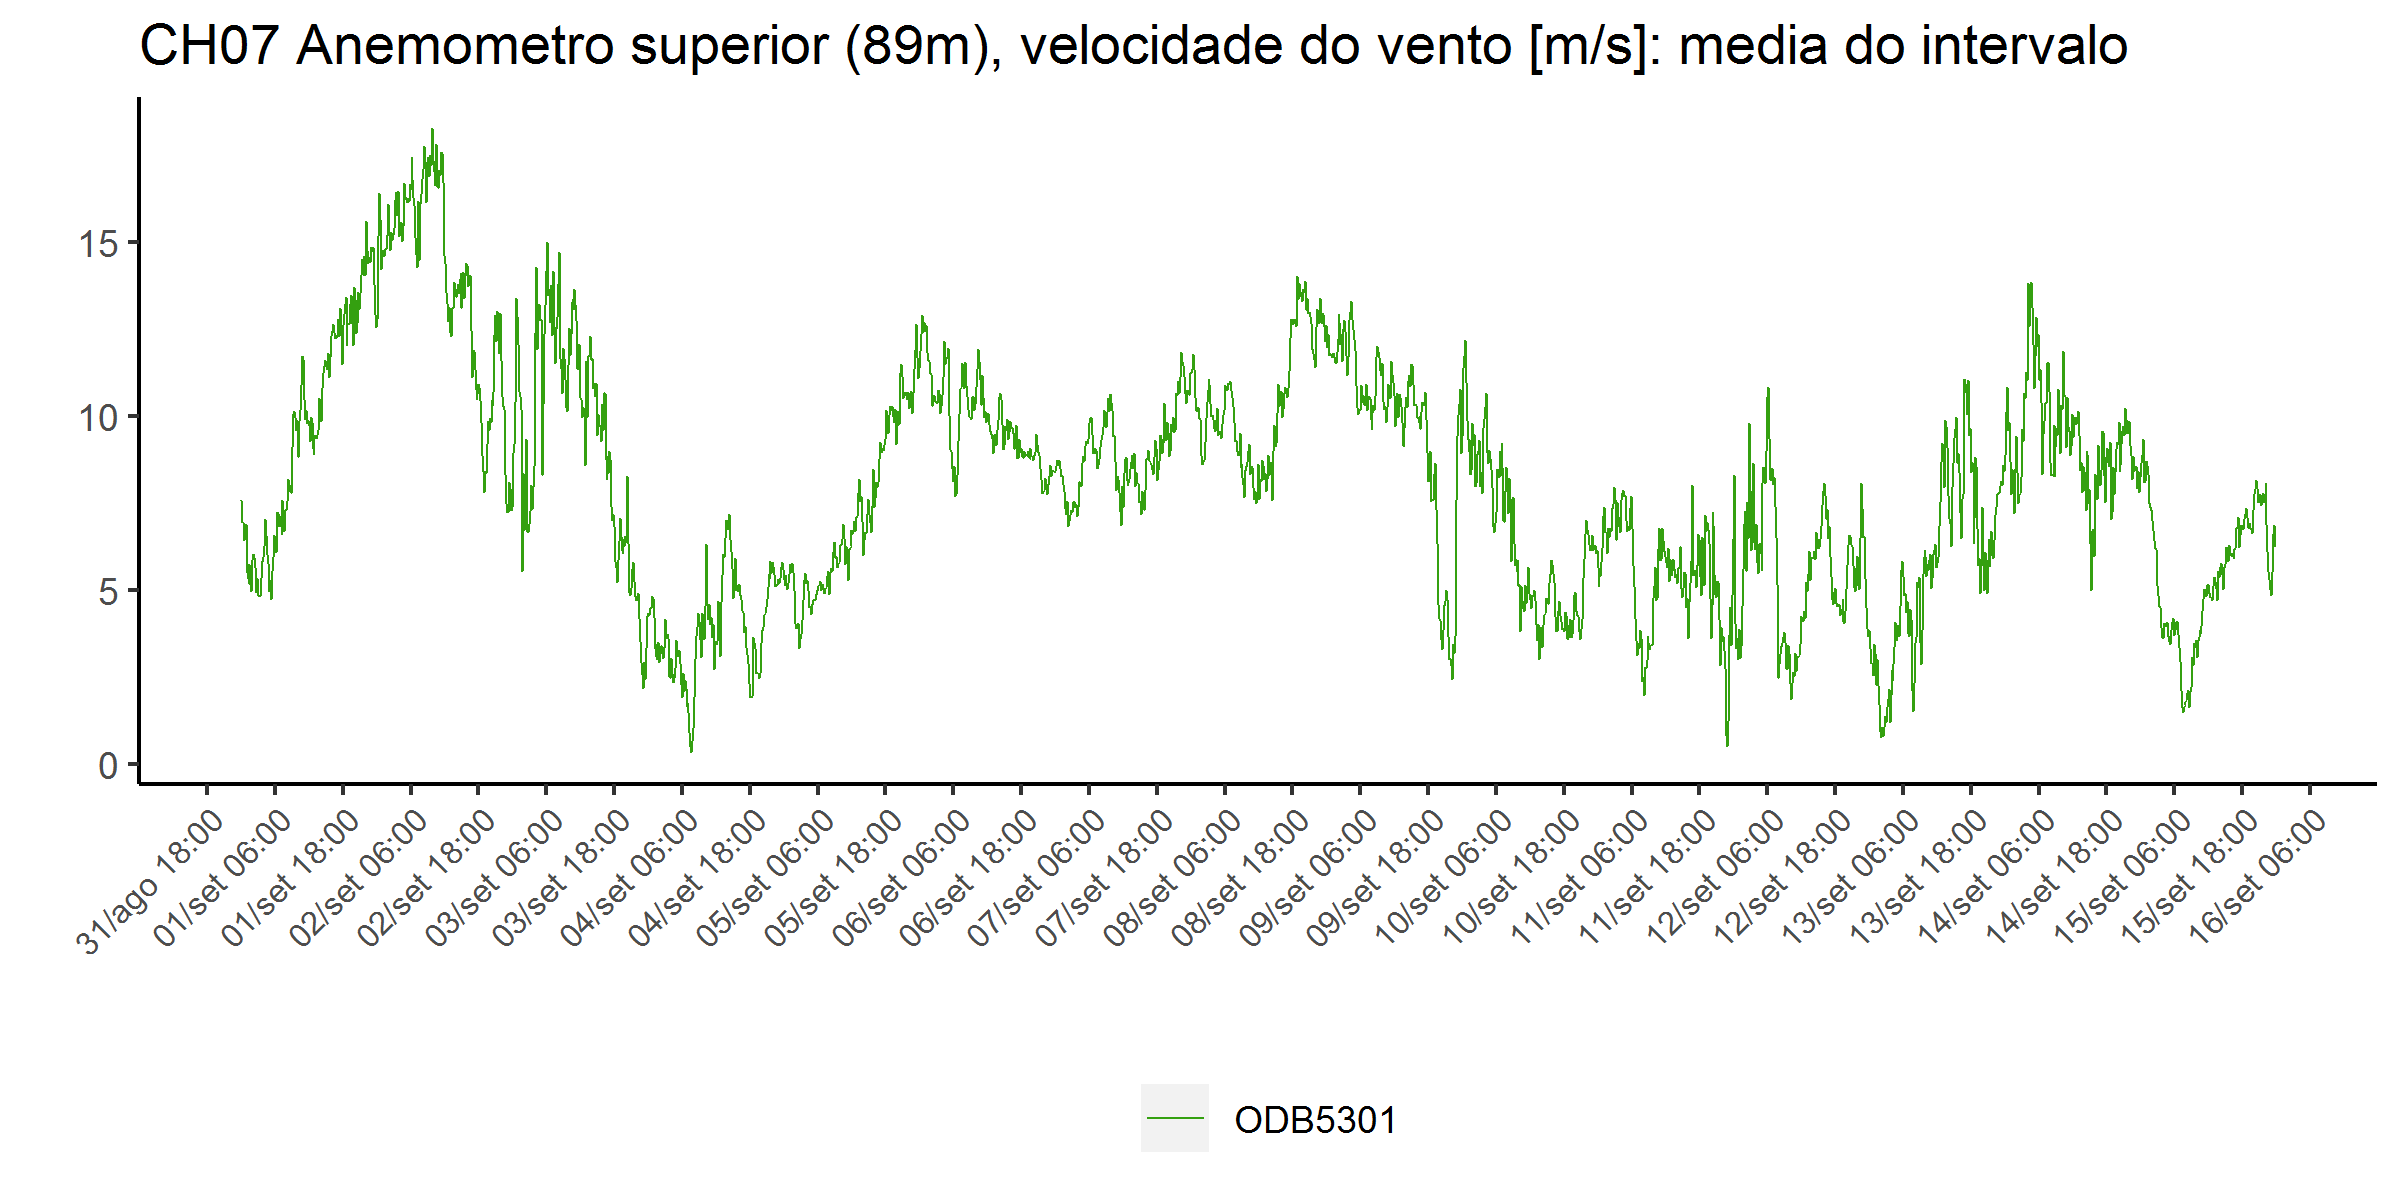 CH07 Anemometro superior (89m), velocidade do vento [m/s]: media do intervalo
15
10
5
0
31/ago 18:00
01/set 06:00
01/set 18:00
02/set 06:00
02/set 18:00
03/set 06:00
03/set 18:00
04/set 06:00
04/set 18:00
05/set 06:00
05/set 18:00
06/set 06:00
06/set 18:00
07/set 06:00
07/set 18:00
08/set 06:00
08/set 18:00
09/set 06:00
09/set 18:00
10/set 06:00
10/set 18:00
11/set 06:00
11/set 18:00
12/set 06:00
12/set 18:00
13/set 06:00
13/set 18:00
14/set 06:00
14/set 18:00
15/set 06:00
15/set 18:00
16/set 06:00
ODB5301